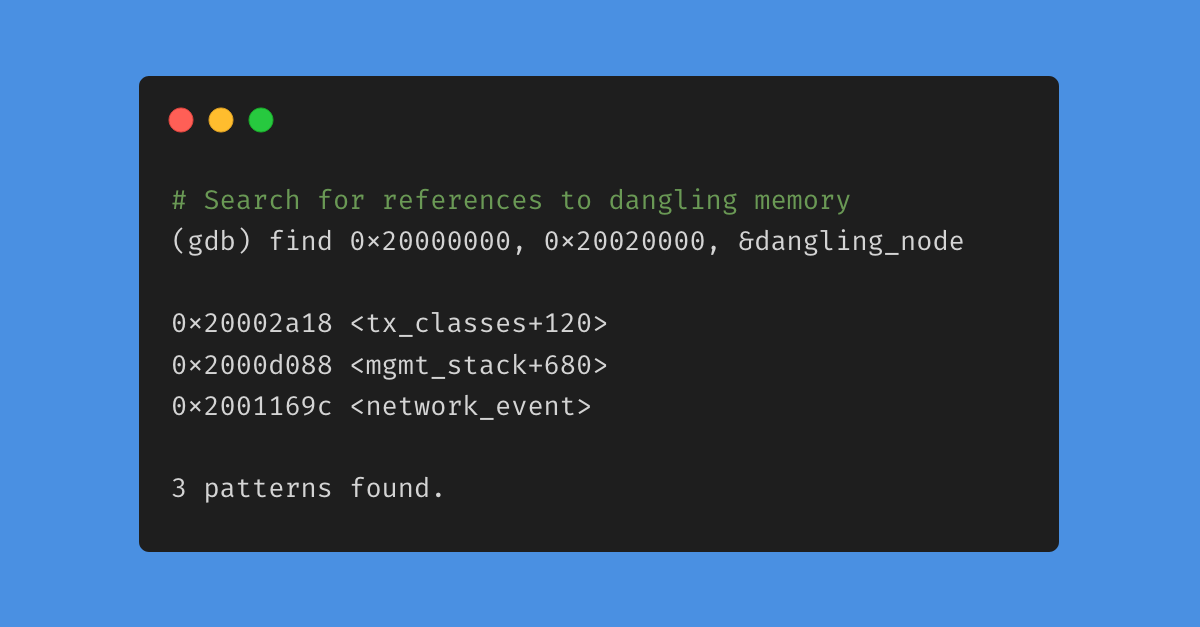 # Search for references to dangling memory
(gdb) find 0x20000000, 0x20020000, &dangling_node
0x20002a18 <tx_classes+120>
0x2000d088 <mgmt_stack+680>
0x2001169c <network_event>
3 patterns found.